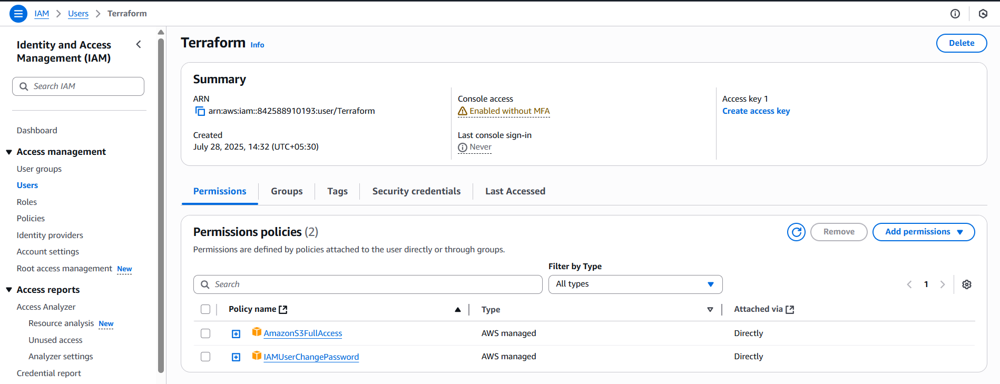 IAM > Users > Terraform
Identity and Access
Management (IAM)
Search IAM
Dashboard
Access management
User groups
Users
Roles
Policies
Identity providers
Account settings
Root access management New
Access reports
Access Analyzer
Resource analysis New
Unused access
Analyzer settings
Credential report
Terraform Info
Delete
Summary
ARN
arn:aws:iam::842588910193:user/Terraform
Created
July 28, 2025, 14:32 (UTC+05:30)
Console access
Enabled without MFA
Last console sign-in
Never
Access key 1
Create access key
Permissions Groups Tags Security credentials Last Accessed
Permissions policies (2)
Remove
Add permissions
Permissions are defined by policies attached to the user directly or through groups.
Filter by Type
Search
All types
1
Policy name Type Attached via
AmazonS3FullAccess AWS managed Directly
IAMUserChangePassword AWS managed Directly